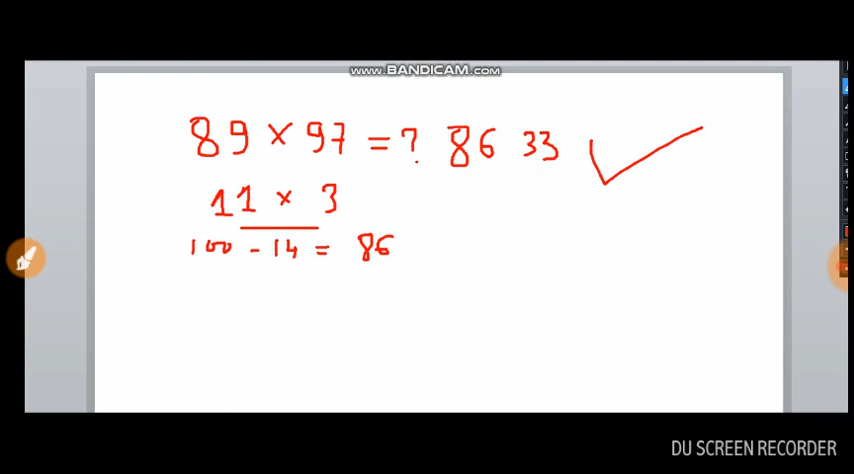 www.BANDICAM.com
89 × 97 = ? 86 33
11 × 3
100 - 14 = 86
DU SCREEN RECORDER